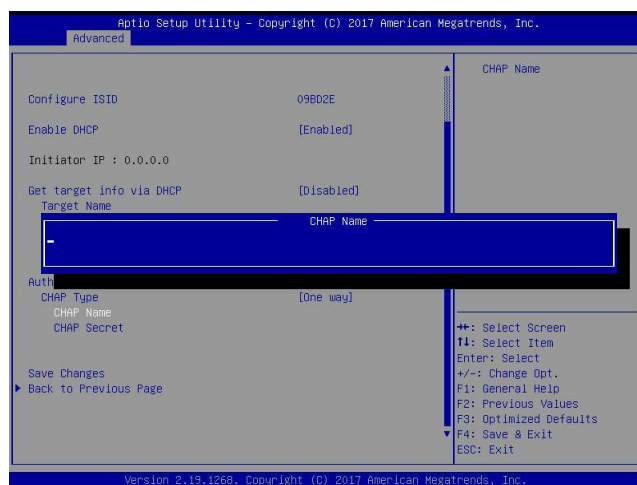 Aptio Setup Utility – Copyright (C) 2017 American Megatrends, Inc.
Advanced
CHAP Name
Configure ISID 09BD2E
Enable DHCP [Enabled]
Initiator IP : 0.0.0.0
Get target info via DHCP [Disabled]
Target Name
CHAP Name
Auth
CHAP Type [One way]
CHAP Name
CHAP Secret
Save Changes
Back to Previous Page
→←: Select Screen
↑↓: Select Item
Enter: Select
+/-: Change Opt.
F1: General Help
F2: Previous Values
F3: Optimized Defaults
F4: Save & Exit
ESC: Exit
Version 2.19.1268. Copyright (C) 2017 American Megatrends, Inc.